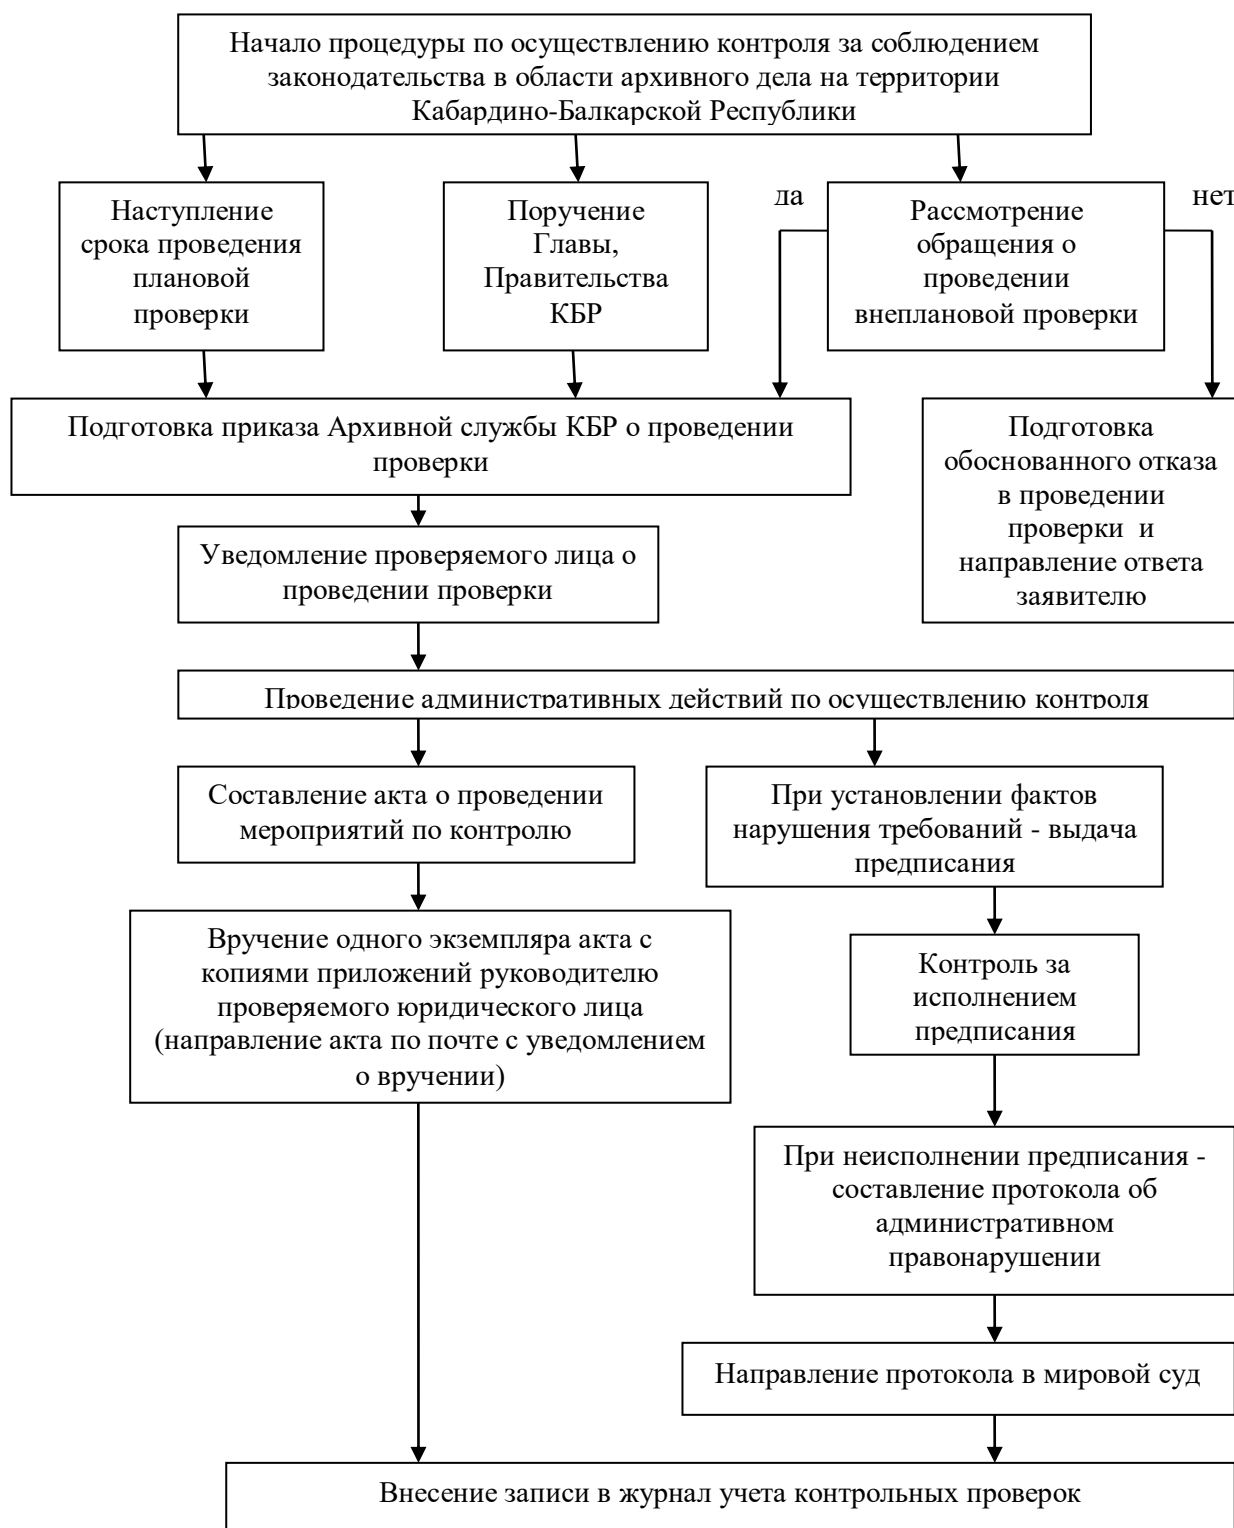 Начало процедуры по осуществлению контроля за соблюдением
законодательства в области архивного дела на территории
Кабардино-Балкарской Республики
Наступление
срока проведения
плановой
проверки
Поручение
Главы,
Правительства
КБР
да
Рассмотрение
обращения о
проведении
внеплановой проверки
нет
Подготовка приказа Архивной службы КБР о проведении
проверки
Подготовка
обоснованного отказа
в проведении
проверки и
направление ответа
заявителю
Уведомление проверяемого лица о
проведении проверки
Проведение административных действий по осуществлению контроля
Составление акта о проведении
мероприятий по контролю
При установлении фактов
нарушения требований - выдача
предписания
Вручение одного экземпляра акта с
копиями приложений руководителю
проверяемого юридического лица
(направление акта по почте с уведомлением
о вручении)
Контроль за
исполнением
предписания
При неисполнении предписания -
составление протокола об
административном
правонарушении
Направление протокола в мировой суд
Внесение записи в журнал учета контрольных проверок